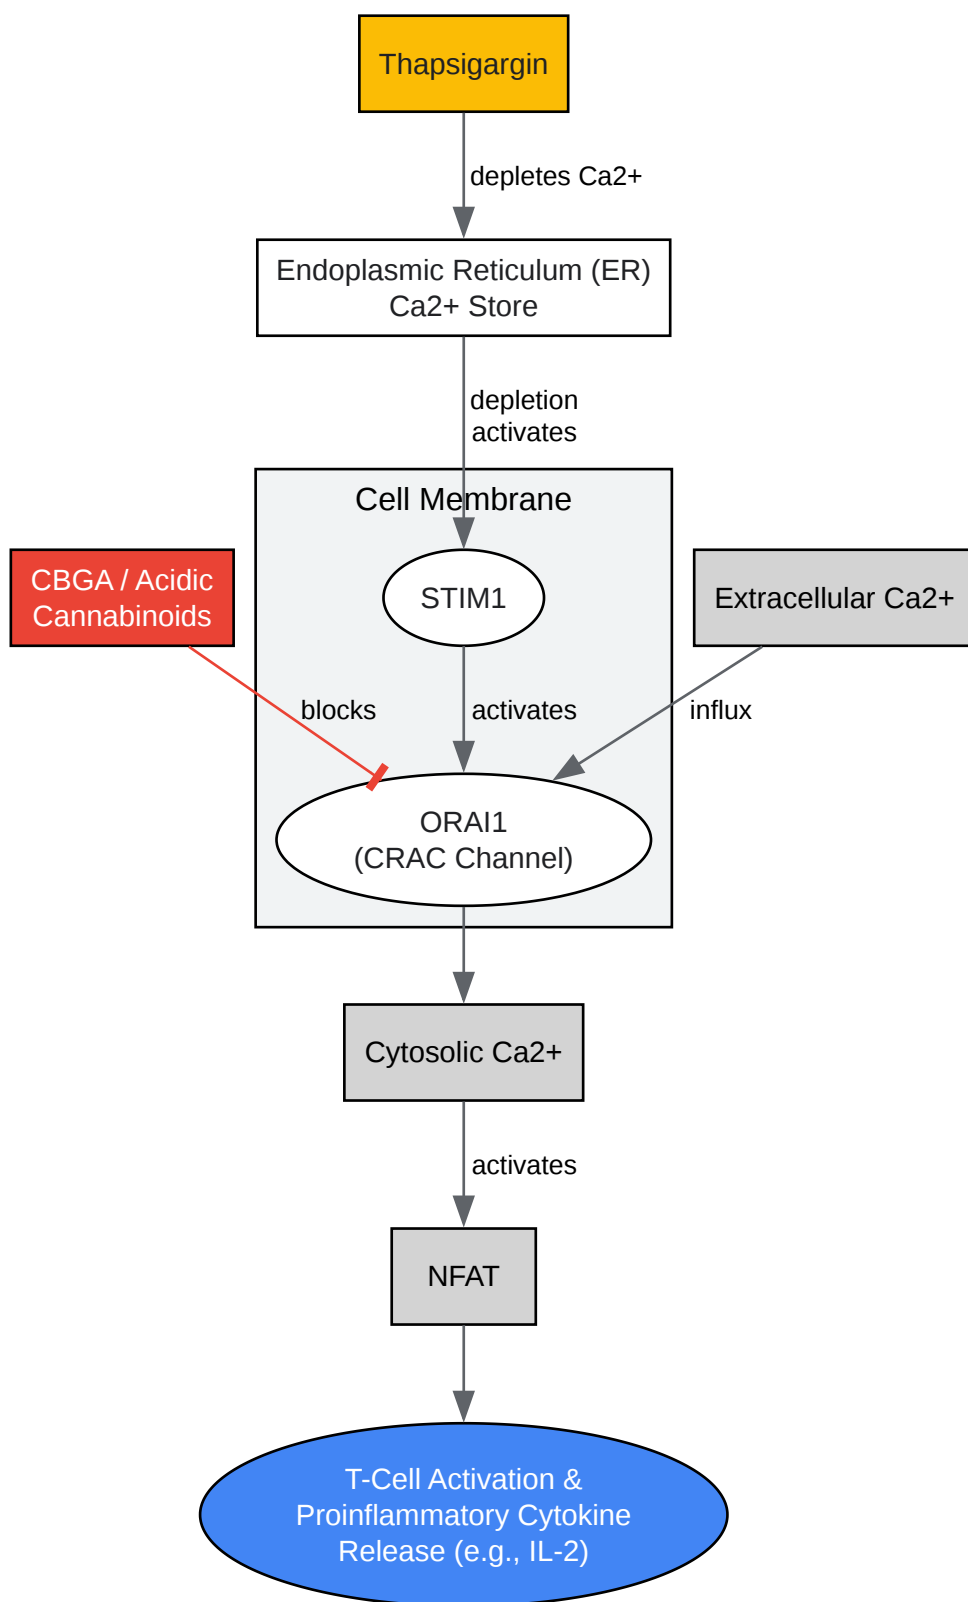 Thapsigargin
depletes Ca2+
Endoplasmic Reticulum (ER)
Ca2+ Store
depletion
activates
Cell Membrane
CBGA / Acidic
Cannabinoids
STIM1
Extracellular Ca2+
blocks
activates
influx
ORAI1
(CRAC Channel)
Cytosolic Ca2+
activates
NFAT
T-Cell Activation &
Proinflammatory Cytokine
Release (e.g., IL-2)